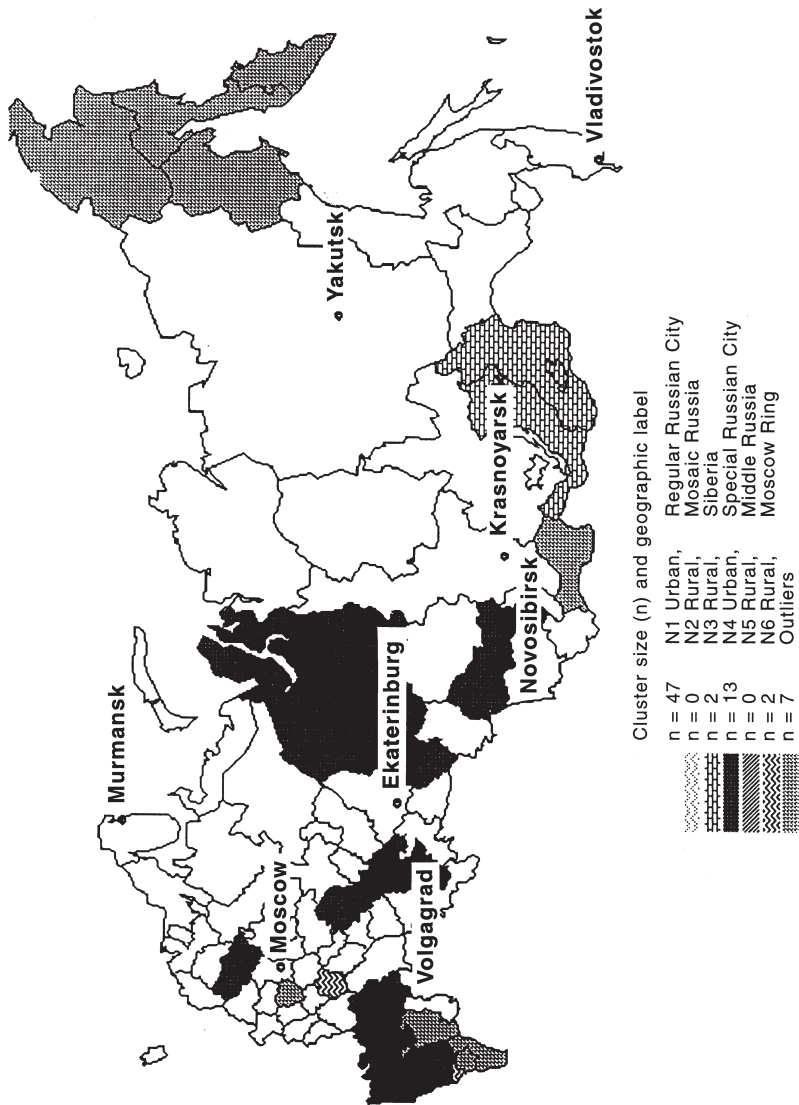 Murmansk
Moscow
Volgagrad
Ekaterinburg
Novosibirsk
Krasnoyarsk
Yakutsk
Vladivostok
Cluster size (n) and geographic label
n = 47 N1 Urban, Regular Russian City
n = 0 N2 Rural, Mosaic Russia
n = 2 N3 Rural, Siberia
n = 13 N4 Urban, Special Russian City
n = 0 N5 Rural, Middle Russia
n = 2 N6 Rural, Moscow Ring
n = 7 Outliers